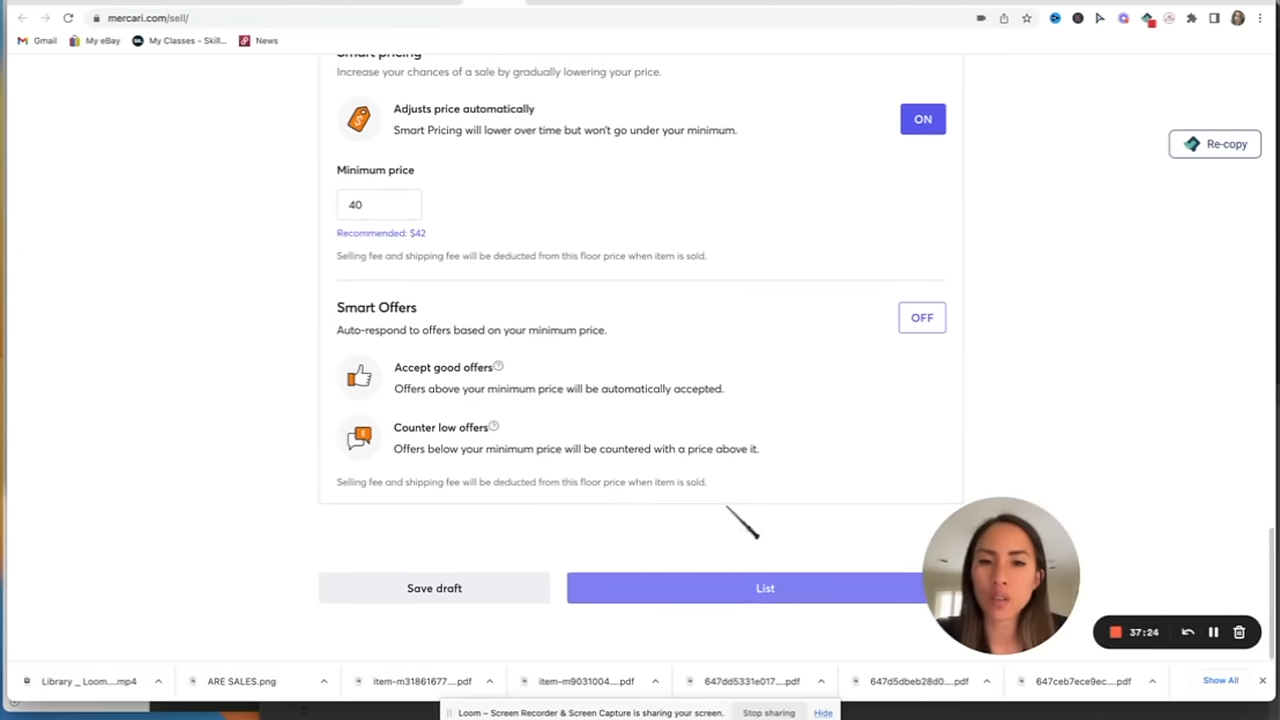 mercari.com/sell/
Gmail My eBay My Classes - Skill... News
Smart pricing
Increase your chances of a sale by gradually lowering your price.
Adjusts price automatically
Smart Pricing will lower over time but won't go under your minimum.
ON
Re-copy
Minimum price
40
Recommended: $42
Selling fee and shipping fee will be deducted from this floor price when item is sold.
Smart Offers
OFF
Auto-respond to offers based on your minimum price.
Accept good offers?
Offers above your minimum price will be automatically accepted.
Counter low offers?
Offers below your minimum price will be countered with a price above it.
Selling fee and shipping fee will be deducted from this floor price when item is sold.
Save draft List
37:24
Library _ Loom....mp4 ARE SALES.png item-m31861677....pdf item-m9031004....pdf 647dd5331e017....pdf 647d5dbeb28d0....pdf 647ceb7ece9ec....pdf Show All
Loom – Screen Recorder & Screen Capture is sharing your screen. Stop sharing Hide